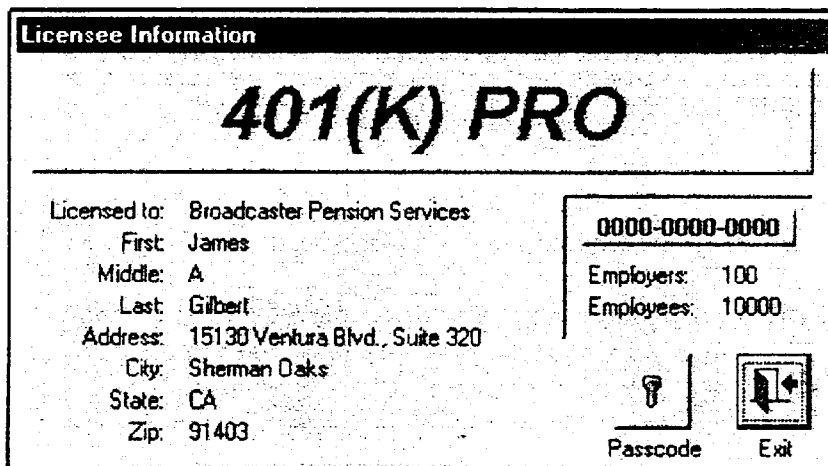 Licensee Information
401(K) PRO
Licensed to: Broadcaster Pension Services
First: James
Middle: A
Last: Gilbert
Address: 15130 Ventura Blvd., Suite 320
City: Sherman Oaks
State: CA
Zip: 91403
0000-0000-0000
Employers: 100
Employees: 10000
Passcode
Exit